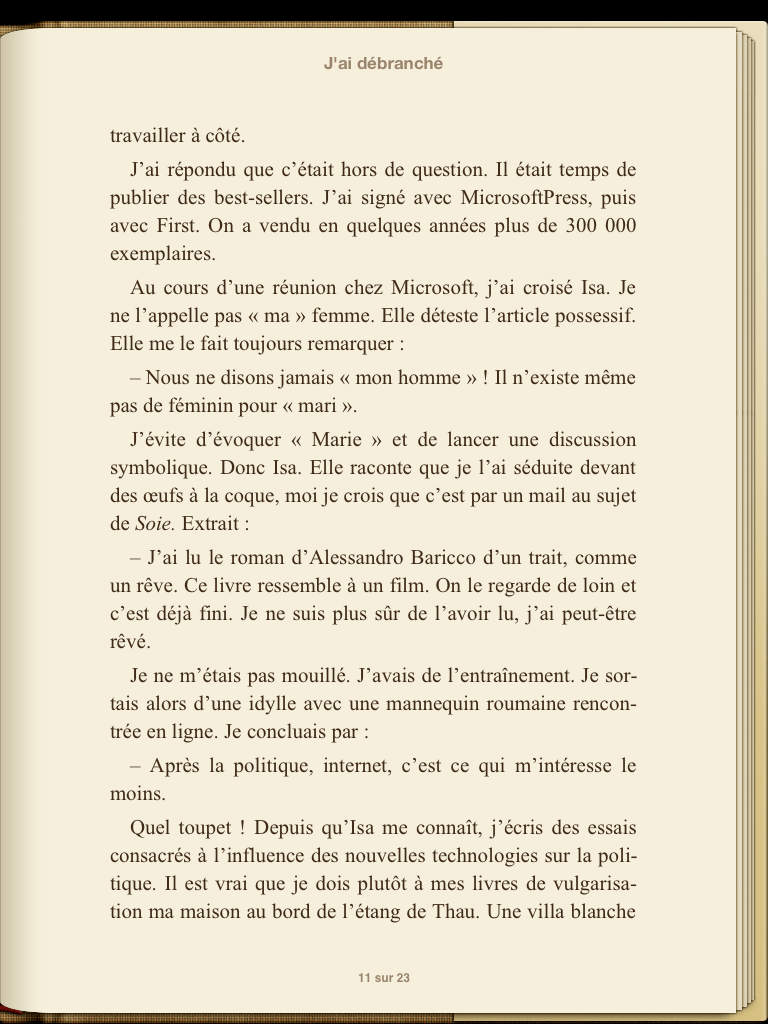 J'ai débranché
travailler à côté.
J’ai répondu que c’était hors de question. Il était temps de
publier des best-sellers. J’ai signé avec MicrosoftPress, puis
avec First. On a vendu en quelques années plus de 300 000
exemplaires.
Au cours d’une réunion chez Microsoft, j’ai croisé Isa. Je
ne l’appelle pas « ma » femme. Elle déteste l’article possessif.
Elle me le fait toujours remarquer :
– Nous ne disons jamais « mon homme » ! Il n’existe même
pas de féminin pour « mari ».
J’évite d’évoquer « Marie » et de lancer une discussion
symbolique. Donc Isa. Elle raconte que je l’ai séduite devant
des œufs à la coque, moi je crois que c’est par un mail au sujet
de Soie. Extrait :
– J’ai lu le roman d’Alessandro Baricco d’un trait, comme
un rêve. Ce livre ressemble à un film. On le regarde de loin et
c’est déjà fini. Je ne suis plus sûr de l’avoir lu, j’ai peut-être
rêvé.
Je ne m’étais pas mouillé. J’avais de l’entraînement. Je sor-
tais alors d’une idylle avec une mannequin roumaine rencon-
trée en ligne. Je concluais par :
– Après la politique, internet, c’est ce qui m’intéresse le
moins.
Quel toupet ! Depuis qu’Isa me connaît, j’écris des essais
consacrés à l’influence des nouvelles technologies sur la poli-
tique. Il est vrai que je dois plutôt à mes livres de vulgarisa-
tion ma maison au bord de l’étang de Thau. Une villa blanche
11 sur 23